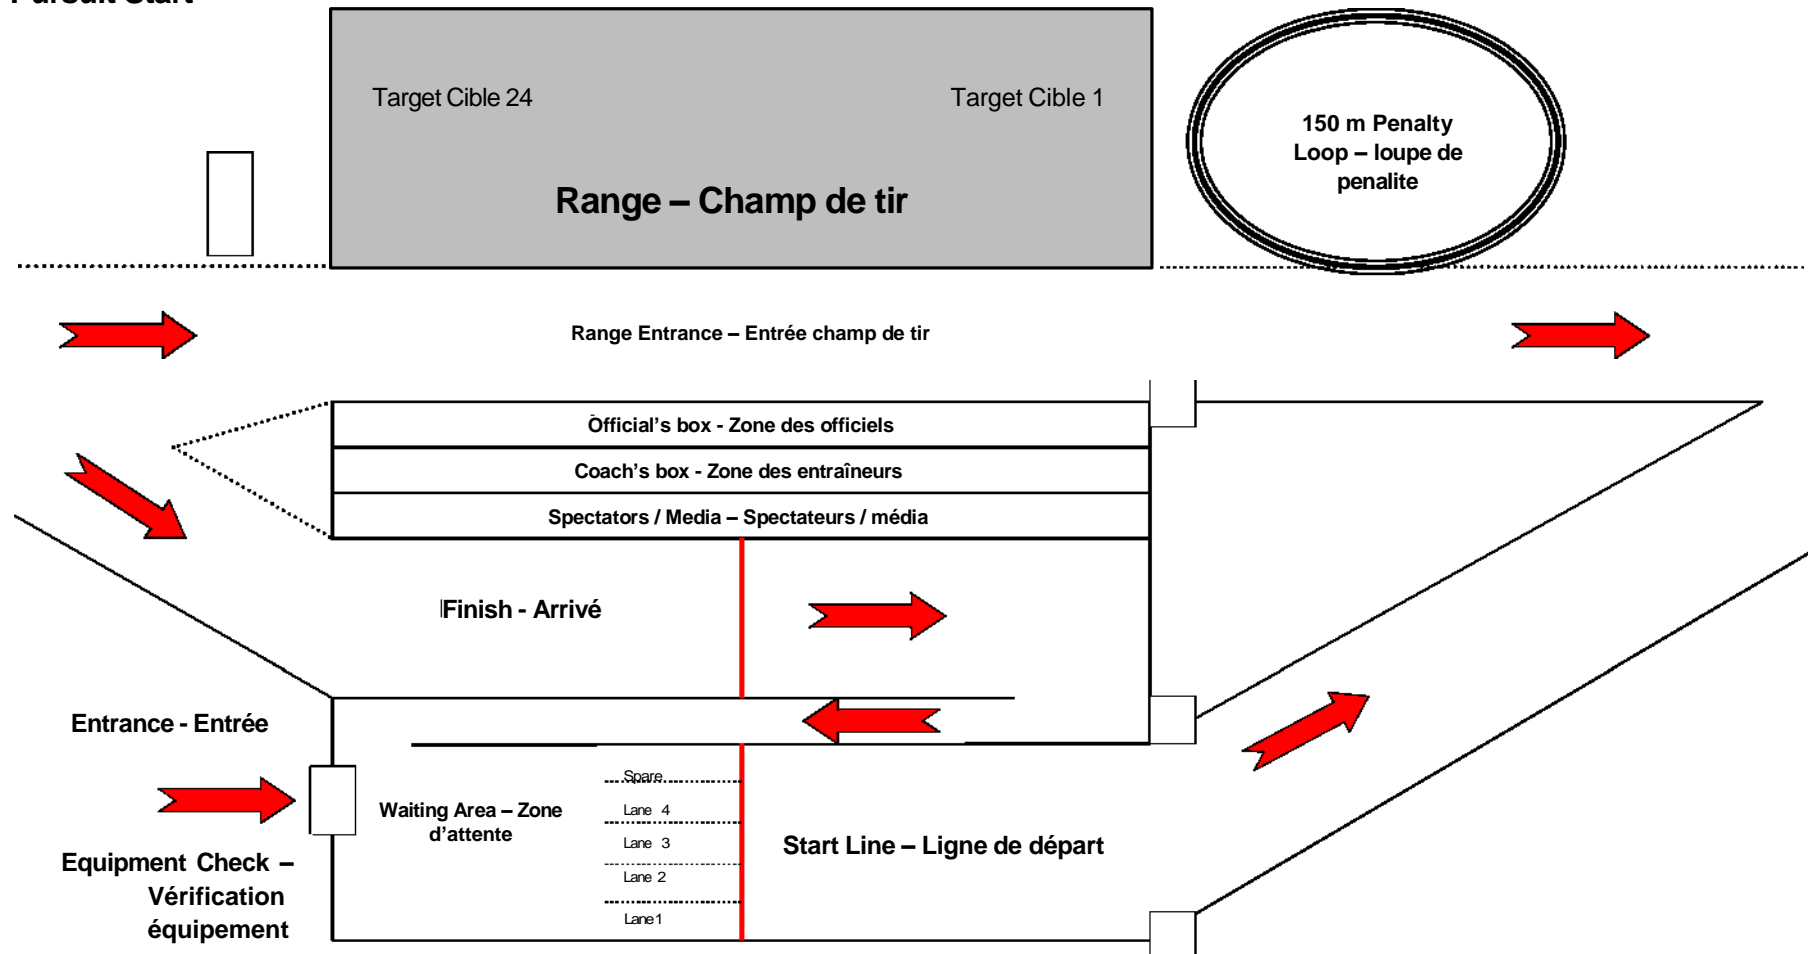 Pursuit Start
Target Cible 24
Target Cible 1
150 m Penalty
Loop – loupe de
penalite
Range – Champ de tir
Range Entrance – Entrée champ de tir
Official's box - Zone des officiels
Coach's box - Zone des entraîneurs
Spectators / Media – Spectateurs / média
Finish - Arrivé
Entrance - Entrée
Spare
Waiting Area – Zone
d'attente
Lane 4
Lane 3
Lane 2
Lane1
Start Line – Ligne de départ
Equipment Check –
Vérification
équipement